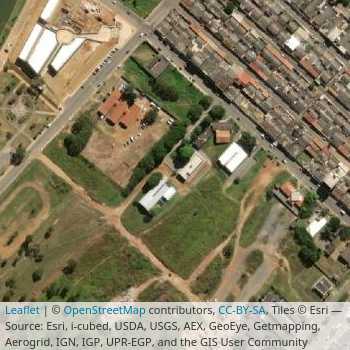 Leaflet | © OpenStreetMap contributors, CC-BY-SA, Tiles © Esri —
Source: Esri, i-cubed, USDA, USGS, AEX, GeoEye, Getmapping,
Aerogrid, IGN, IGP, UPR-EGP, and the GIS User Community